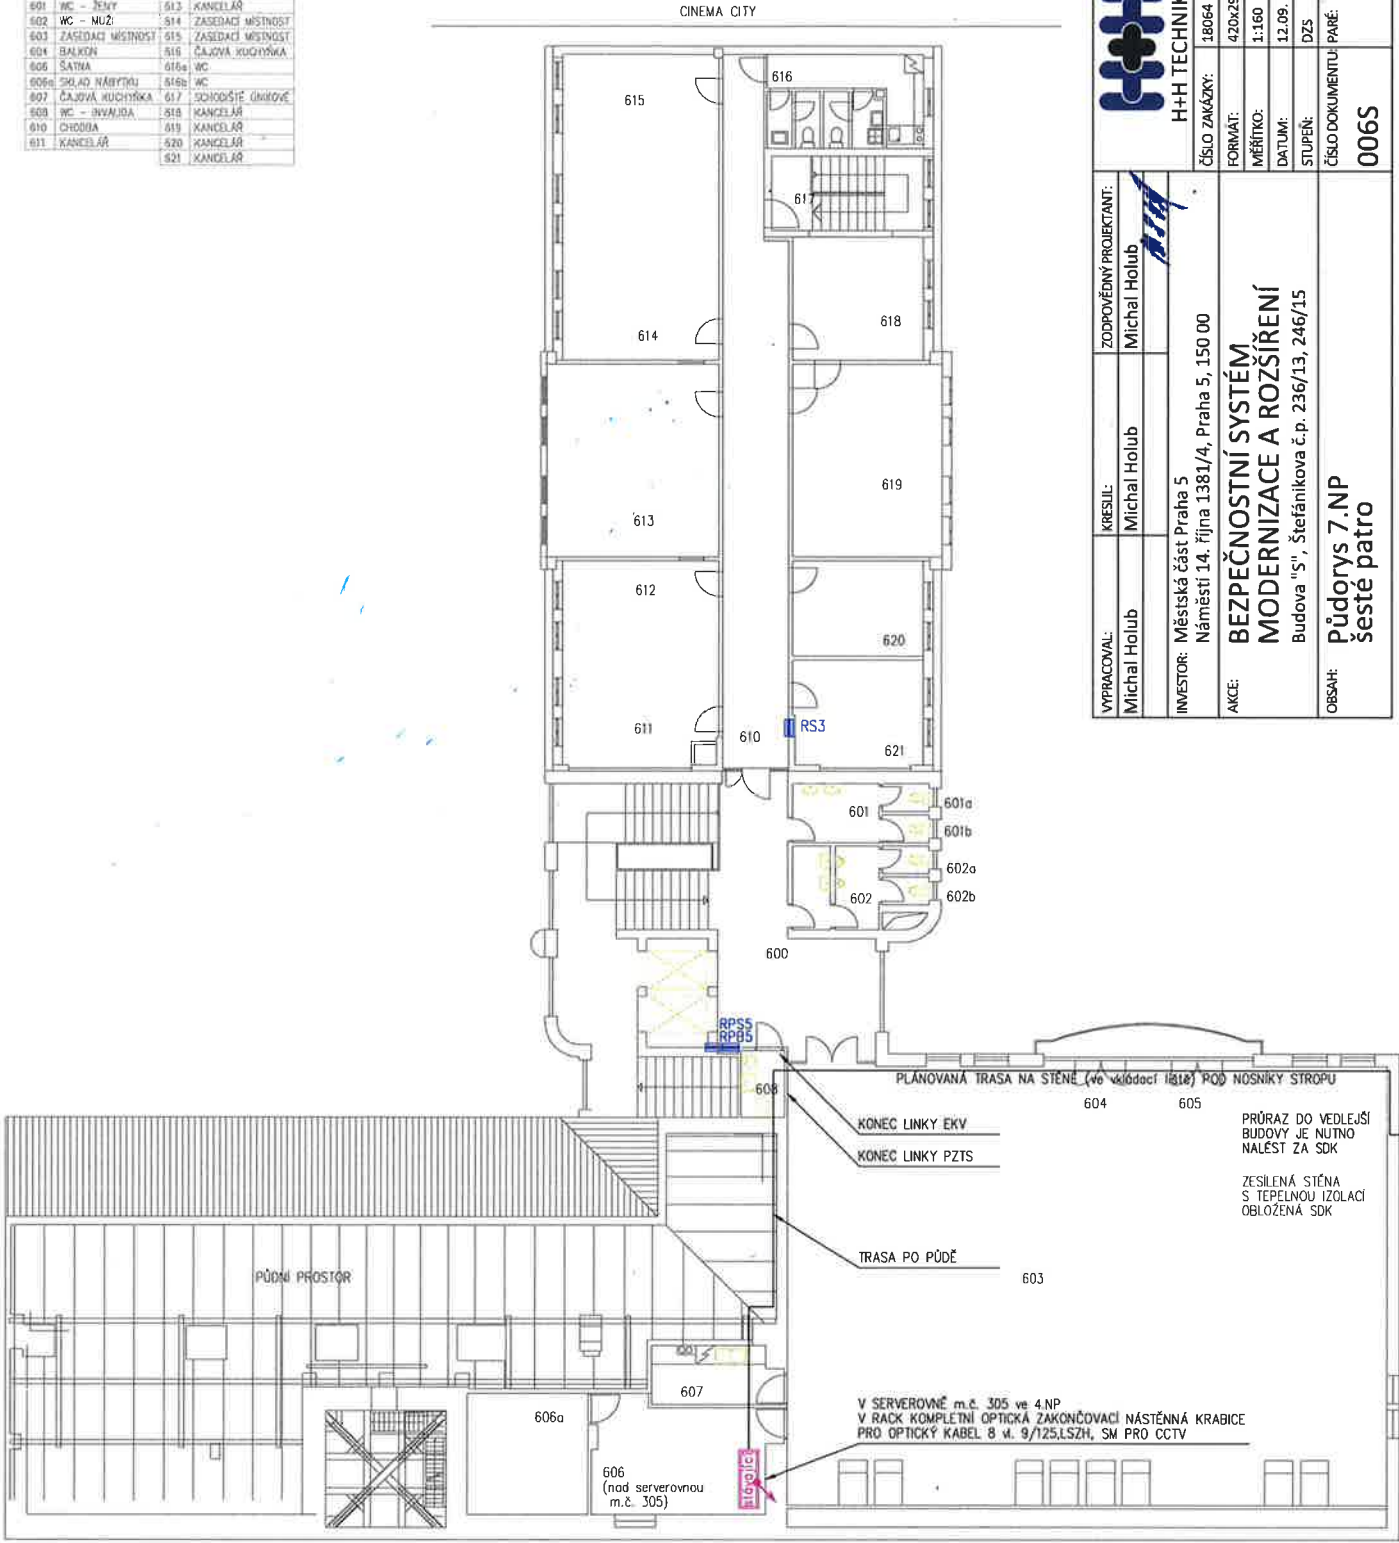 CINEMA CITY
601 WC - ŽENY 613 KANCELÁŘ
602 WC - MUŽI 614 ZASEDACÍ MÍSTNOST
603 ZASEDACÍ MÍSTNOST 615 ZASEDACÍ MÍSTNOST
604 BALKON 616 ČAJOVÁ KUCHYŇKA
606 ŠATNA 616a WC
606a SKLAD NÁBYTKU 616b WC
607 ČAJOVÁ KUCHYŇKA 617 SCHODIŠTĚ ÚNIKOVÉ
608 WC - INVALIDA 618 KANCELÁŘ
610 CHODBA 619 KANCELÁŘ
611 KANCELÁŘ 620 KANCELÁŘ
621 KANCELÁŘ
615
616
617
614
618
613
619
612
620
611
610
RS3
621
601
601a
601b
602a
602
602b
600
RPS5
RPB5
608
PLÁNOVANÁ TRASA NA STĚNĚ (ve vkládací liště) POD NOSNÍKY STROPU
604
605
KONEC LINKY EKV
KONEC LINKY PZTS
PRŮRAZ DO VEDLEJŠÍ
BUDOVY JE NUTNO
NALÉST ZA SDK
ZESÍLENÁ STĚNA
S TEPELNOU IZOLACÍ
OBLOŽENÁ SDK
TRASA PO PŮDĚ
603
PŮDNÍ PROSTOR
607
606a
606
(nad serverovnou
m.č. 305)
stávající
V SERVEROVNĚ m.č. 305 ve 4.NP
V RACK KOMPLETNÍ OPTICKÁ ZAKONČOVACÍ NÁSTĚNNÁ KRABICE
PRO OPTICKÝ KABEL 8 vl. 9/125,LSZH, SM PRO CCTV
VYPRACOVAL:
Michal Holub
KRESLIL:
Michal Holub
ZODPOVĚDNÝ PROJEKTANT:
Michal Holub
H+H TECHNIK
INVESTOR: Městská část Praha 5
Náměstí 14. října 1381/4, Praha 5, 150 00
AKCE: BEZPEČNOSTNÍ SYSTÉM
MODERNIZACE A ROZŠÍŘENÍ
Budova "S", Štefánikova č.p. 236/13, 246/15
OBSAH: Půdorys 7.NP
šesté patro
ČÍSLO ZAKÁZKY: 18064
FORMÁT: 420x29
MĚŘÍTKO: 1:160
DATUM: 12.09.
STUPEŇ: DZS
ČÍSLO DOKUMENTU: PARÉ:
006S